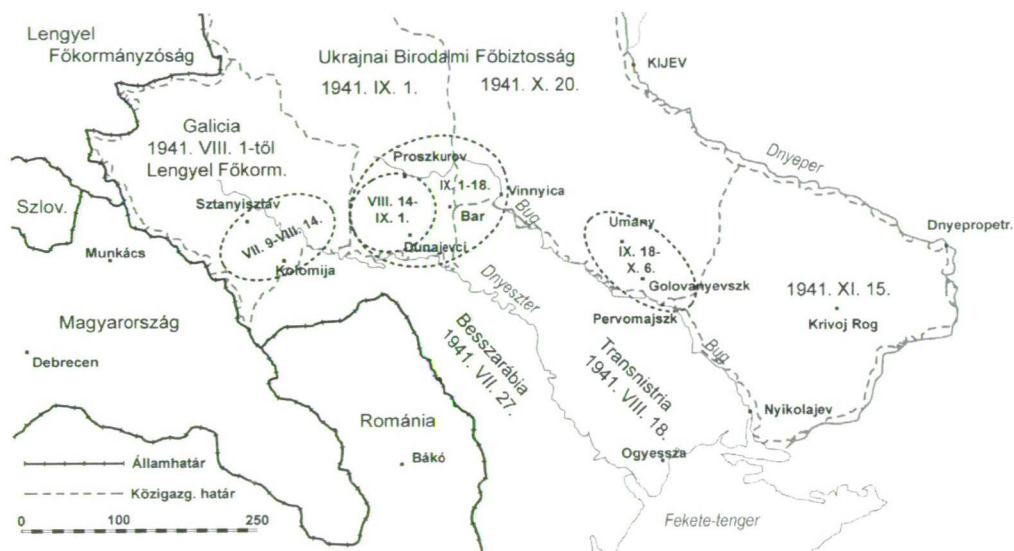 Lengyel
Főkormányzóság
Ukrajnai Birodami Főbiztosság
1941. IX. 1.
1941. X. 20.
KIJEV
Galicia
1941. VIII. 1-től
Lengyel Főkorm.
Dnyeper
Proszkurov
Szlov.
Sztanyiszláv
VIII. 14-
IX. 1.
IX. 1-18.
Vinnyica
Bar
Bug
Umány
Dnyepropetr.
VII. 9-VIII. 14.
Dunajevci
IX. 18-
X. 6.
Munkács
Kolomija
Golovanyevszk
1941. XI. 15.
Dnyeszter
Magyarország
Pervomajszk
Krivoj Rog
Debrecen
Besszarábia
1941. VII. 27.
Transnistria
1941. VIII. 18.
Bug
Románia
Nyikolajev
Bákó
Ogyessza
Államhatár
Közigazg. határ
0 100 250
Fekete-tenger